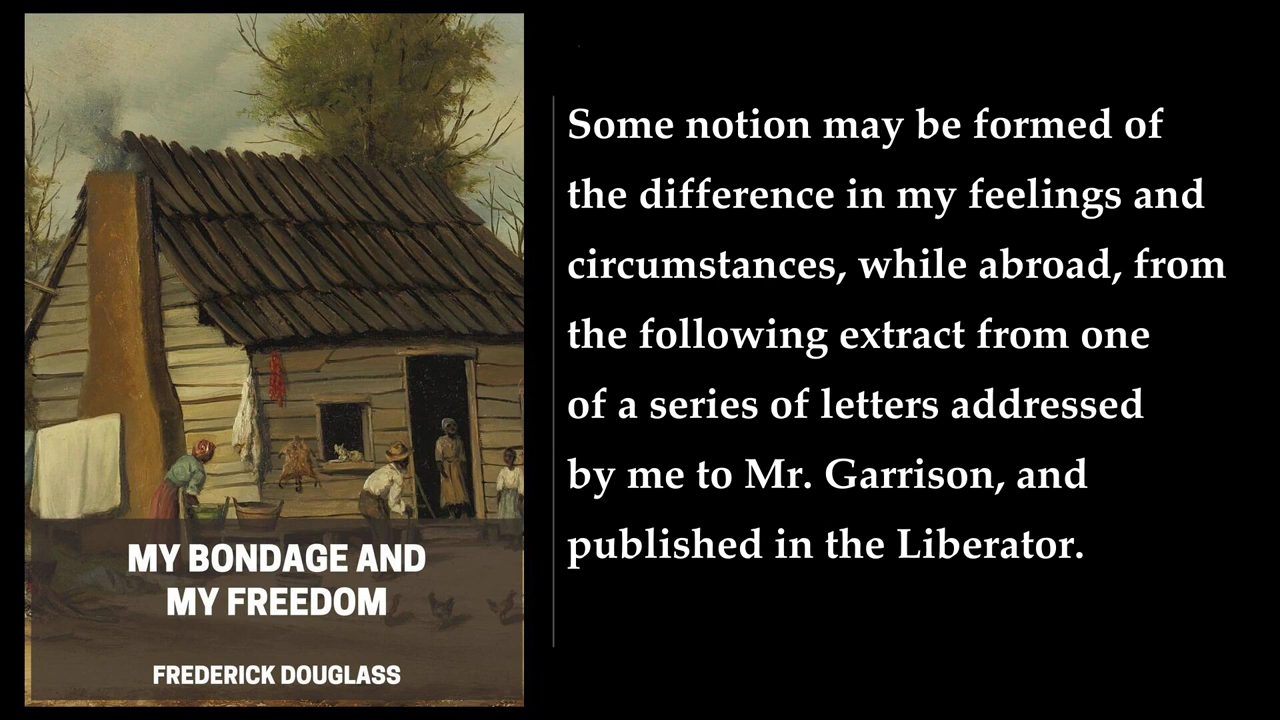 MY BONDAGE AND
MY FREEDOM
FREDERICK DOUGLASS
Some notion may be formed of
the difference in my feelings and
circumstances, while abroad, from
the following extract from one
of a series of letters addressed
by me to Mr. Garrison, and
published in the Liberator.